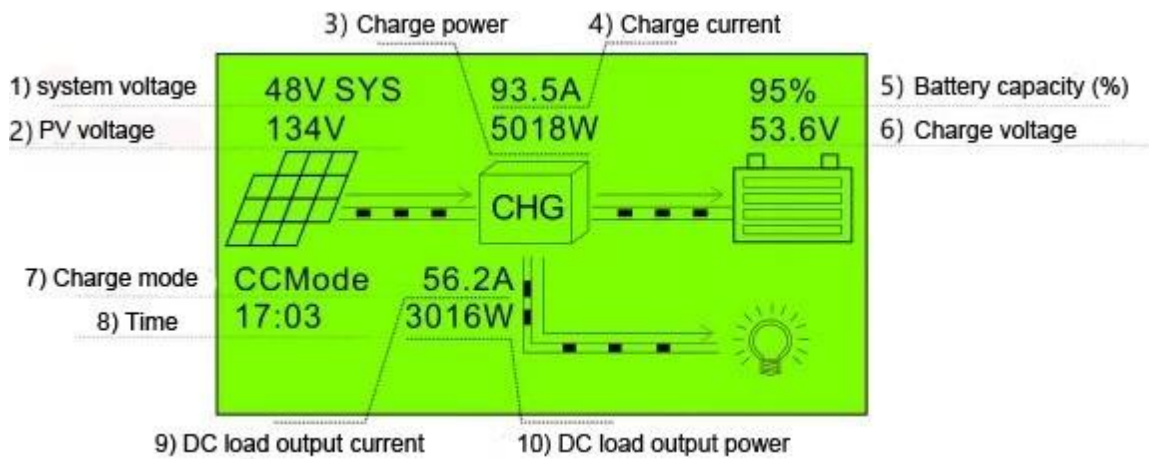 3) Charge power
4) Charge current
1) system voltage
48V SYS
93.5A
95%
5) Battery capacity (%)
2) PV voltage
134V
5018W
53.6V
6) Charge voltage
CHG
7) Charge mode
CCMode
56.2A
8) Time
17:03
3016W
9) DC load output current
10) DC load output power